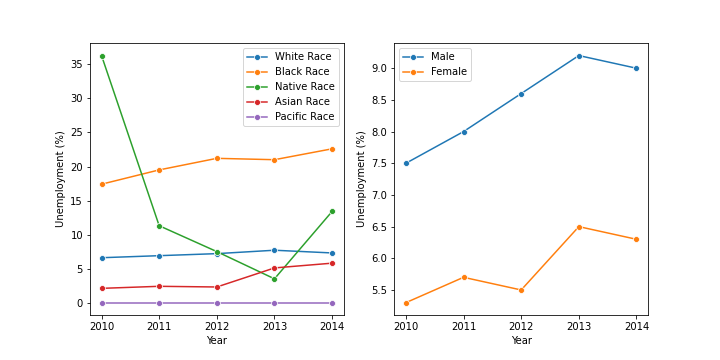 White Race
Black Race
Native Race
Asian Race
Pacific Race
35
30
25
20
15
10
5
0
Unemployment (%)
2010 2011 2012 2013 2014
Year
Male
Female
9.0
8.5
8.0
7.5
7.0
6.5
6.0
5.5
Unemployment (%)
2010 2011 2012 2013 2014
Year